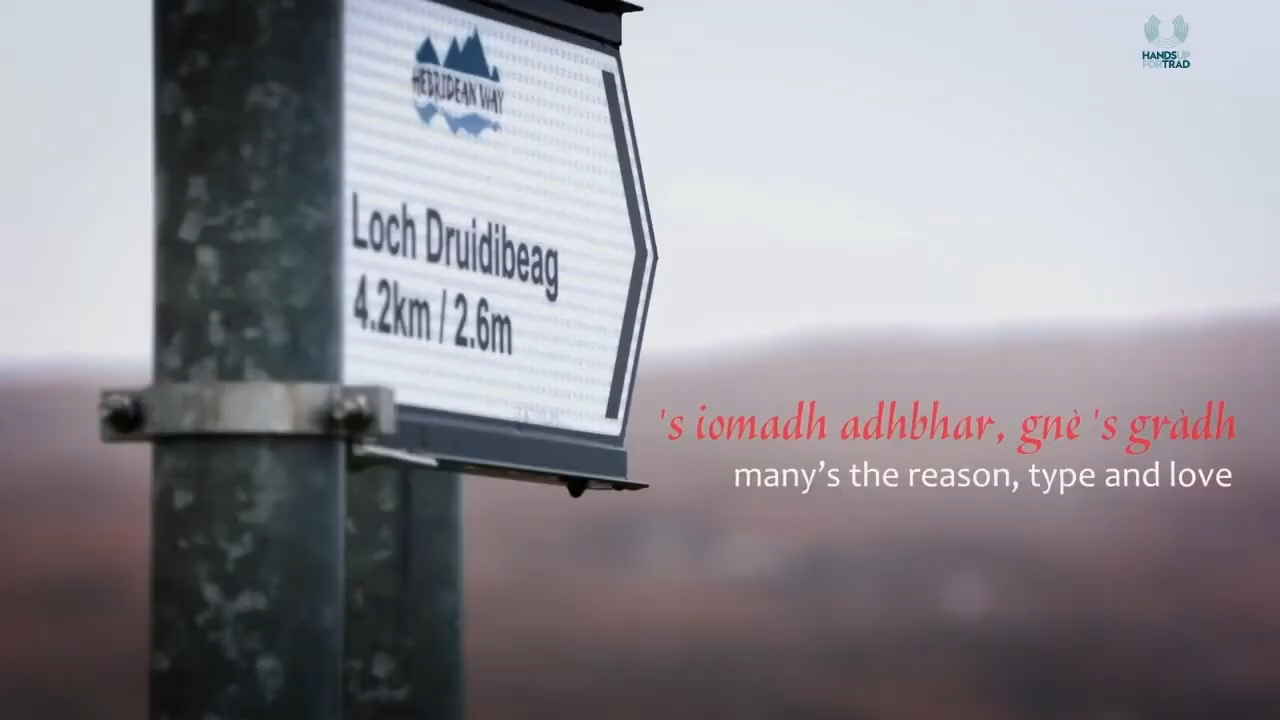 HEBRIDEAN WAY
Loch Druidibeag
4.2km / 2.6m
HANDS UP
FOR TRAD
's iomadh adhbhar, gnè 's gràdh
many's the reason, type and love